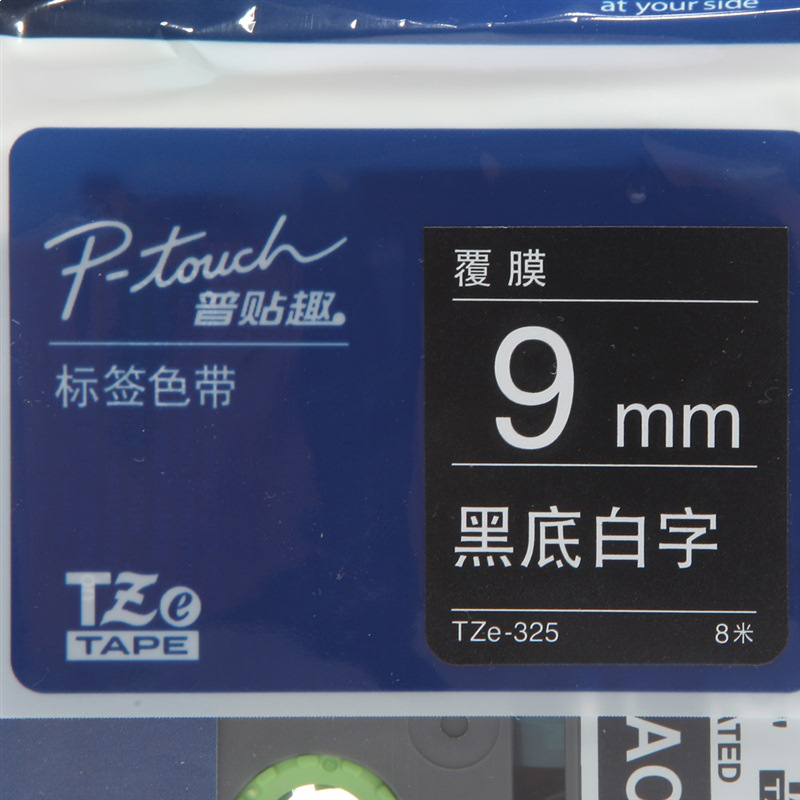 at your side
P-touch
普贴趣
标签色带
覆膜
9 mm
黑底白字
TZe-325 8米
TZe
TAPE